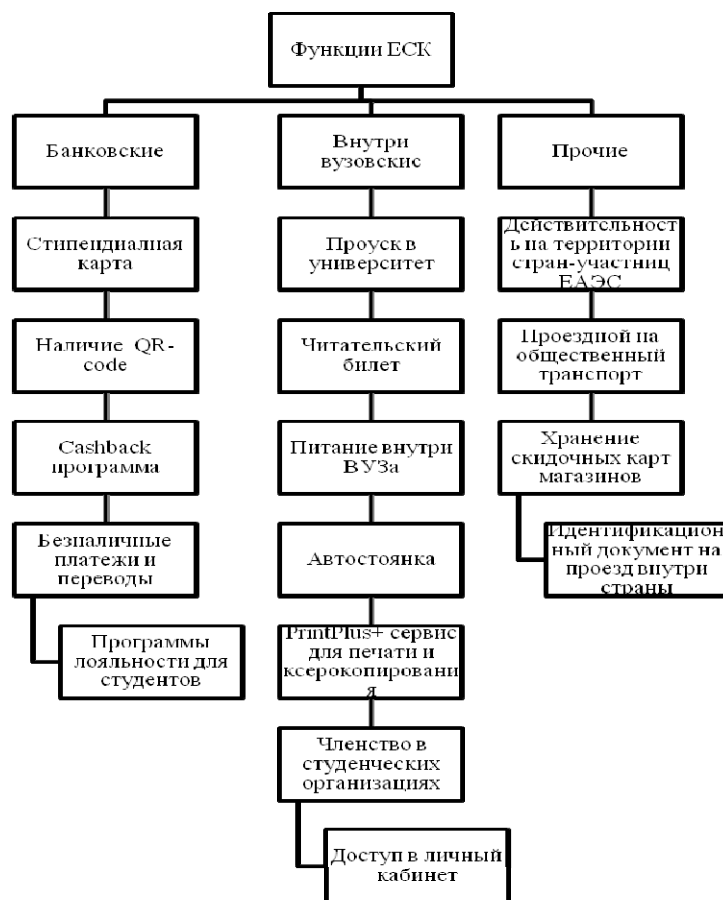 Функции ЕСК
Банковские
Стипендиалная
карта
Наличие QR-
code
Cashback
программа
Безналичные
платежи и
переводы
Программы
лояльности для
студентов
Внутри
вузовские
Проуск в
университет
Читательский
билет
Питание внутри
ВУЗа
Автостоянка
PrintPlus+ сервис
для печати и
ксерокопировани
я
Членство в
студенческих
организациях
Доступ в личный
кабинет
Прочие
Действительност
ь на территории
стран-участниц
ЕАЭС
Проездной на
общественный
транспорт
Хранение
скидочных карт
магазинов
Идентификацион
ный документ на
проезд внутри
страны